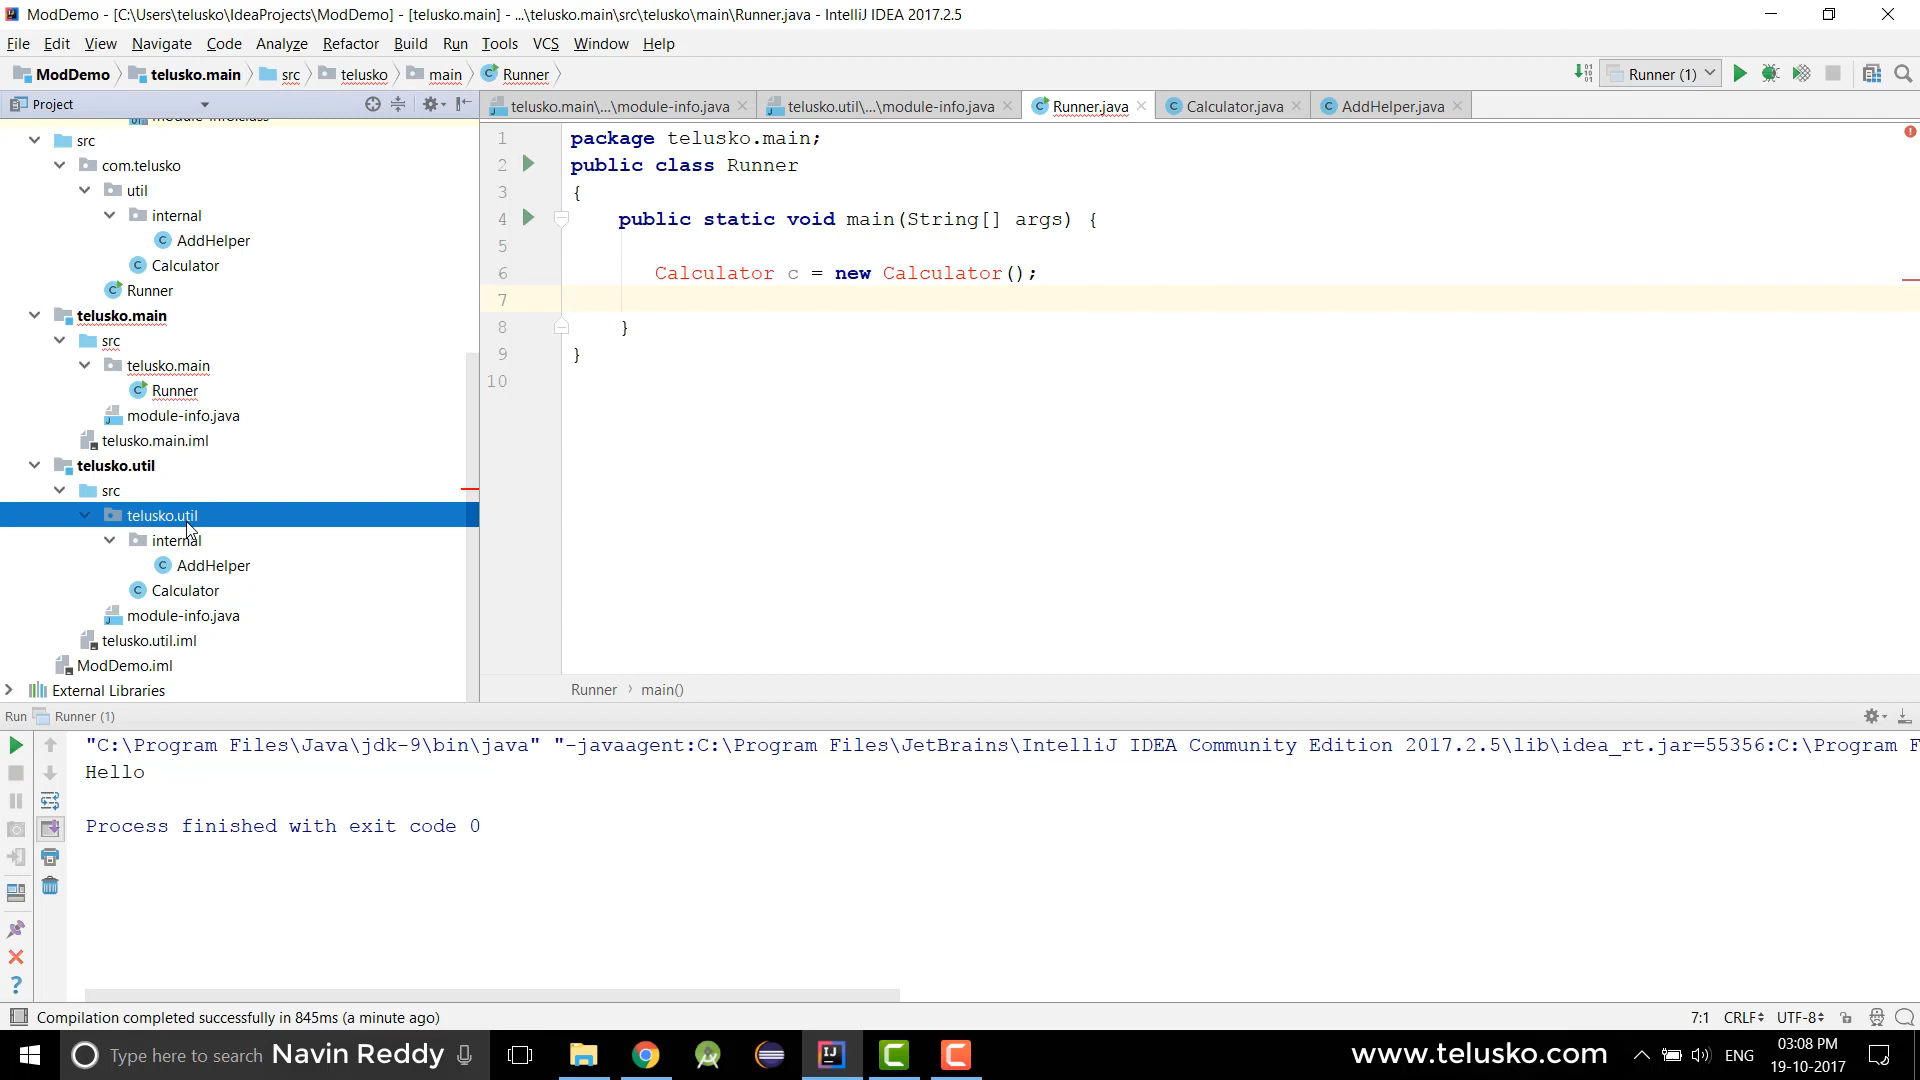 ModDemo - [C:\Users\telusko\IdeaProjects\ModDemo] - [telusko.main] - ...\telusko.main\src\telusko\main\Runner.java - IntelliJ IDEA 2017.2.5
File Edit View Navigate Code Analyze Refactor Build Run Tools VCS Window Help
ModDemo telusko.main src telusko main Runner Runner (1)
Project telusko.main\...\module-info.java telusko.util\...\module-info.java Runner.java Calculator.java AddHelper.java
module-info.class
src
com.telusko
util
internal
AddHelper
Calculator
Runner
telusko.main
src
telusko.main
Runner
module-info.java
telusko.main.iml
telusko.util
src
telusko.util
internal
AddHelper
Calculator
module-info.java
telusko.util.iml
ModDemo.iml
External Libraries
1 package telusko.main;
2 public class Runner
3 {
4 public static void main(String[] args) {
5
6 Calculator c = new Calculator();
7
8 }
9 }
10
Runner › main()
Run Runner (1)
"C:\Program Files\Java\jdk-9\bin\java" "-javaagent:C:\Program Files\JetBrains\IntelliJ IDEA Community Edition 2017.2.5\lib\idea_rt.jar=55356:C:\Program F
Hello
Process finished with exit code 0
Compilation completed successfully in 845ms (a minute ago) 7:1 CRLF UTF-8
Type here to search Navin Reddy www.telusko.com ENG 03:08 PM
19-10-2017